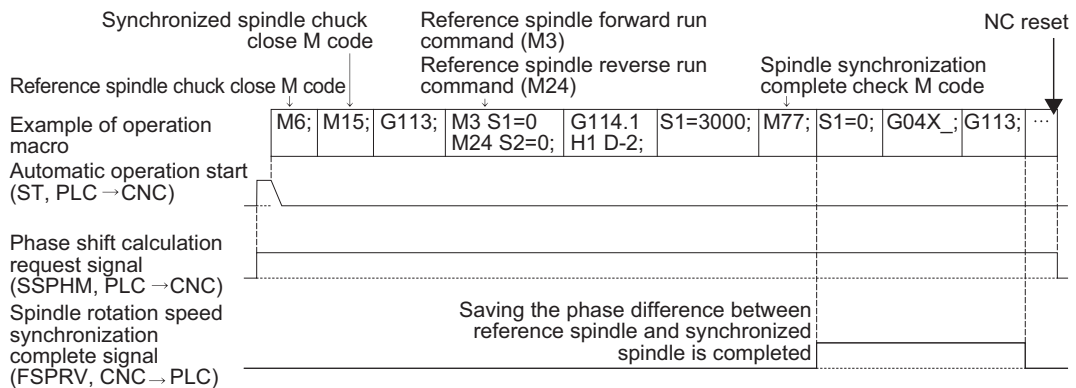 Synchronized spindle chuck
close M code
Reference spindle forward run
command (M3)
NC reset
Reference spindle chuck close M code
Reference spindle reverse run
command (M24)
Spindle synchronization
complete check M code
Example of operation
macro
M6; M15; G113; M3 S1=0 G114.1 S1=3000; M77; S1=0; G04X_; G113; ...
M24 S2=0; H1 D-2;
Automatic operation start
(ST, PLC→CNC)
Phase shift calculation
request signal
(SSPHM, PLC→CNC)
Spindle rotation speed
synchronization
complete signal
(FSPRV, CNC→PLC)
Saving the phase difference between
reference spindle and synchronized
spindle is completed